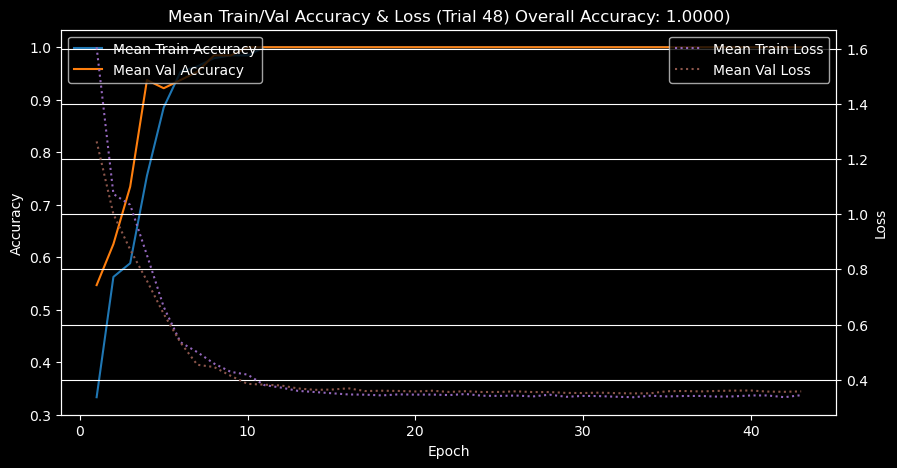 Mean Train/Val Accuracy & Loss (Trial 48) Overall Accuracy: 1.0000)
Mean Train Accuracy
Mean Val Accuracy
Mean Train Loss
Mean Val Loss
Accuracy
1.0
0.9
0.8
0.7
0.6
0.5
0.4
0.3
1.6
1.4
1.2
1.0
0.8
0.6
0.4
Loss
0
10
20
30
40
Epoch